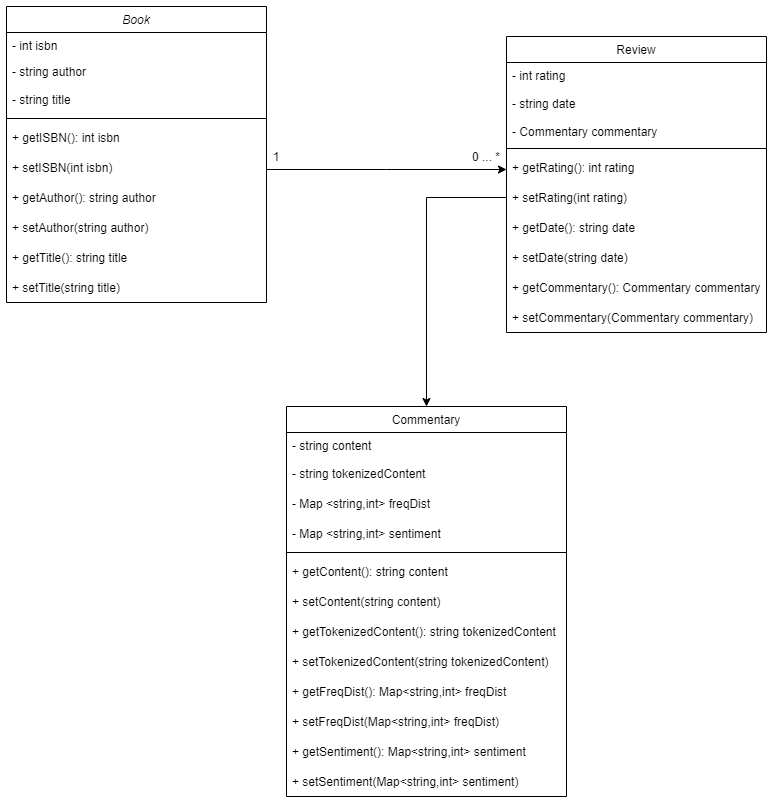 Book
- int isbn
- string author
- string title
+ getISBN(): int isbn
+ setISBN(int isbn)
+ getAuthor(): string author
+ setAuthor(string author)
+ getTitle(): string title
+ setTitle(string title)
1
0 ... *
Review
- int rating
- string date
- Commentary commentary
+ getRating(): int rating
+ setRating(int rating)
+ getDate(): string date
+ setDate(string date)
+ getCommentary(): Commentary commentary
+ setCommentary(Commentary commentary)
Commentary
- string content
- string tokenizedContent
- Map <string,int> freqDist
- Map <string,int> sentiment
+ getContent(): string content
+ setContent(string content)
+ getTokenizedContent(): string tokenizedContent
+ setTokenizedContent(string tokenizedContent)
+ getFreqDist(): Map<string,int> freqDist
+ setFreqDist(Map<string,int> freqDist)
+ getSentiment(): Map<string,int> sentiment
+ setSentiment(Map<string,int> sentiment)